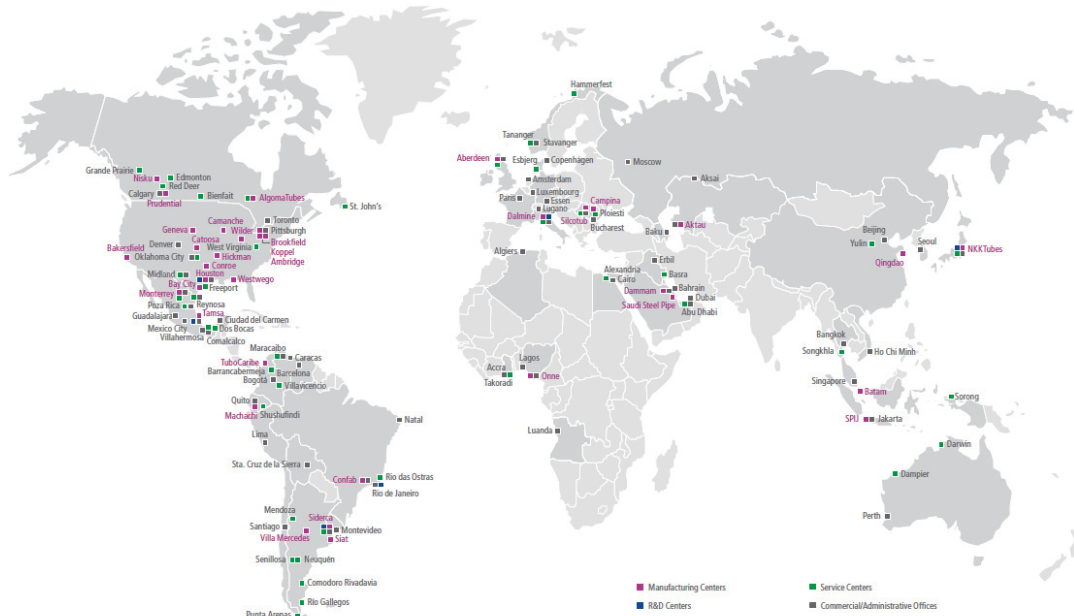 Hammerfest
Tananger
Stavanger
Aberdeen
Esbjerg
Copenhagen
Moscow
Grande Prairie
Nisku
Edmonton
Red Deer
Calgary
Prudential
Bienfait
AlgomaTubes
St. John's
Amsterdam
Aksai
Paris
Luxembourg
Essen
Lugano
Campina
Dalmine
Silcotub
Ploiesti
Bucharest
Baku
Aktau
Geneva
Camanche
Wilder
Toronto
Pittsburgh
Brookfield
Koppel
Ambridge
Bakersfield
Denver
Catoosa
West Virginia
Oklahoma City
Hickman
Conroe
Midland
Houston
Bay City
Westwego
Freeport
Monterrey
Reynosa
Poza Rica
Tamsa
Guadalajara
Ciudad del Carmen
Mexico City
Dos Bocas
Villahermosa
Comalcalco
Algiers
Alexandria
Cairo
Erbil
Basra
Dammam
Bahrain
Saudi Steel Pipe
Dubai
Abu Dhabi
Beijing
Yulin
Seoul
NKKTubes
Qingdao
Maracaibo
Caracas
TuboCaribe
Barcelona
Barrancabermeja
Bogotá
Villavicencio
Quito
Machachi
Shushufindi
Lima
Natal
Sta. Cruz de la Sierra
Confab
Rio das Ostras
Rio de Janeiro
Lagos
Accra
Takoradi
Onne
Luanda
Bangkok
Songkhla
Ho Chi Minh
Singapore
Batam
Sorong
SPIJ
Jakarta
Darwin
Dampier
Perth
Mendoza
Siderca
Santiago
Montevideo
Villa Mercedes
Siat
Senillosa
Neuquén
Comodoro Rivadavia
Río Gallegos
Punta Arenas
Manufacturing Centers
Service Centers
R&D Centers
Commercial/Administrative Offices